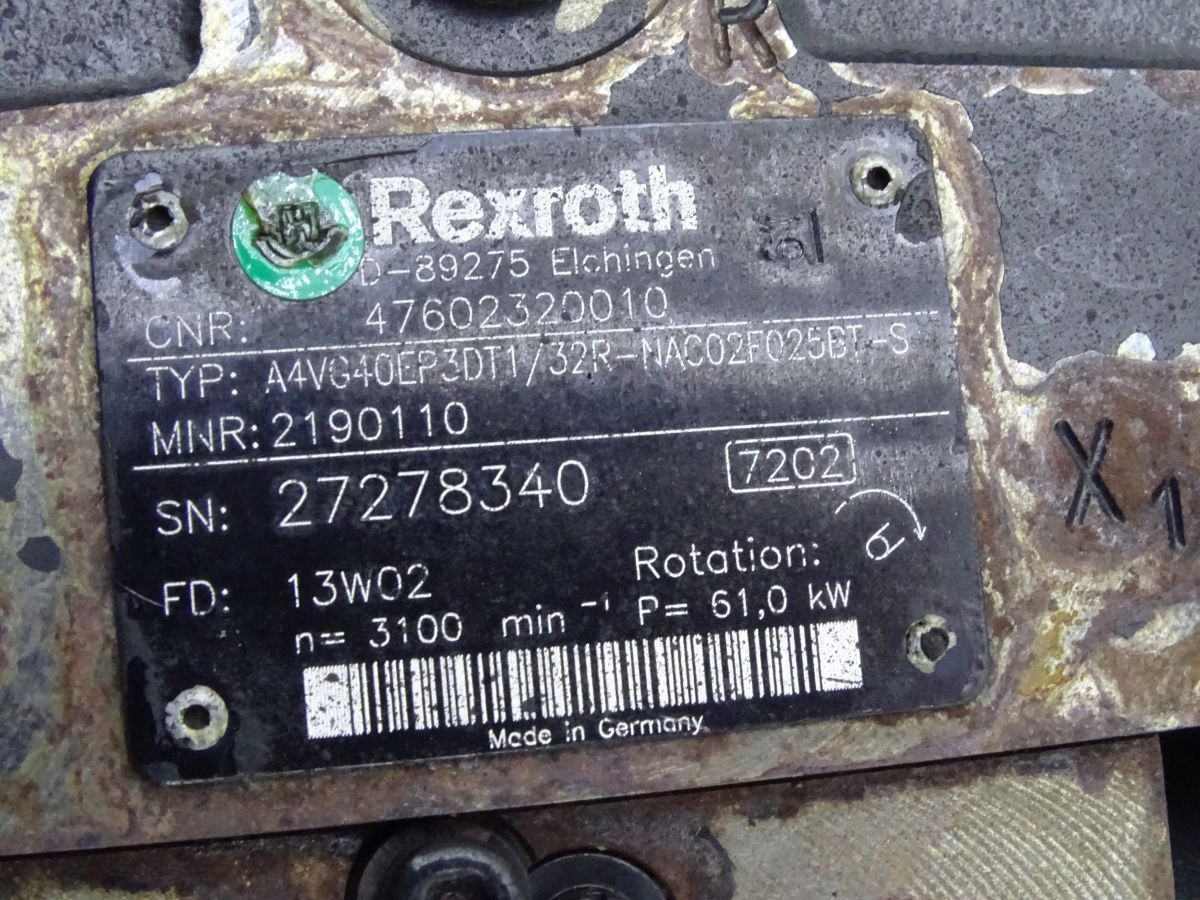 R
Rexroth
D-89275 Elchingen 61
CNR: 47602320010
TYP: A4VG40EP3DT1/32R-NAC02F025BT-S
MNR: 2190110
SN: 27278340 7202
FD: 13W02 Rotation:
n= 3100 min -1 P= 61,0 kW
Made in Germany
X1